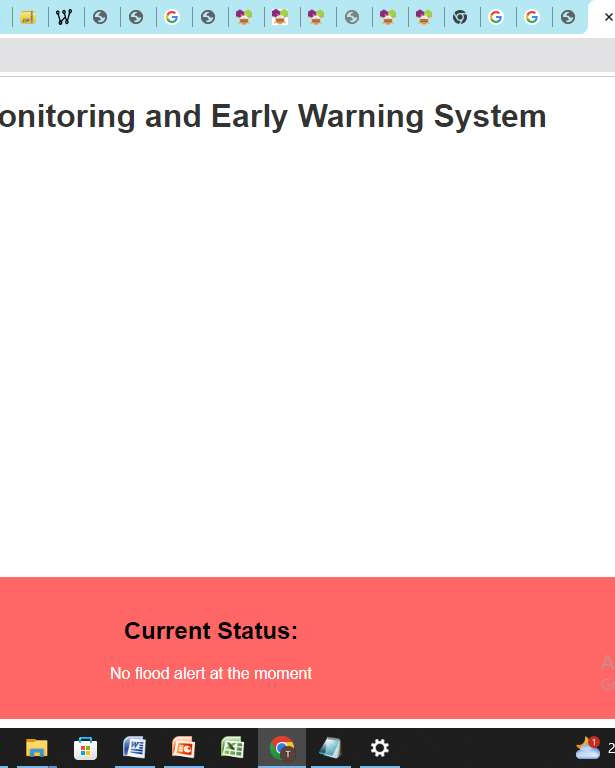 onitoring and Early Warning System
Current Status:
No flood alert at the moment